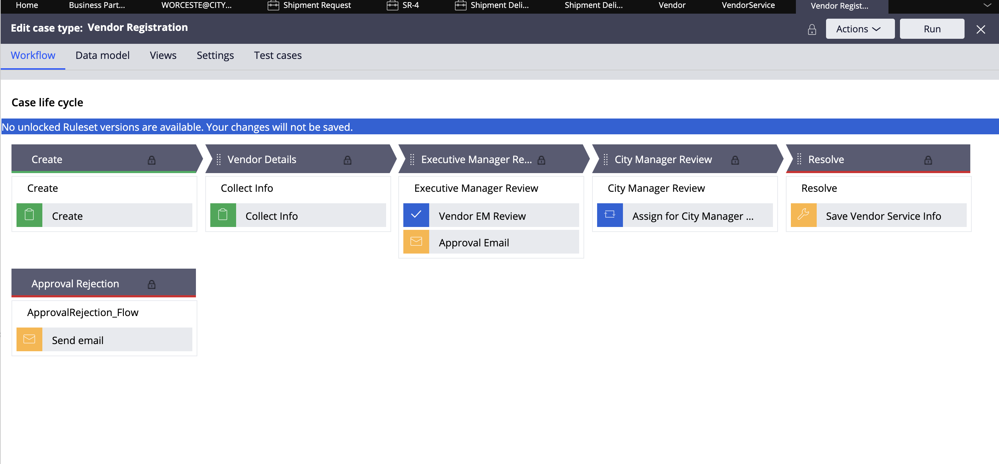 Home Business Part... WORCESTE@CITY... Shipment Request SR-4 Shipment Deli... Shipment Deli... Vendor VendorService Vendor Regist...
Edit case type: Vendor Registration Actions Run
Workflow Data model Views Settings Test cases
Case life cycle
No unlocked Ruleset versions are available. Your changes will not be saved.
Create Vendor Details Executive Manager Re... City Manager Review Resolve
Create Collect Info Executive Manager Review City Manager Review Resolve
Create Collect Info Vendor EM Review Assign for City Manager ... Save Vendor Service Info
Approval Email
Approval Rejection
ApprovalRejection_Flow
Send email